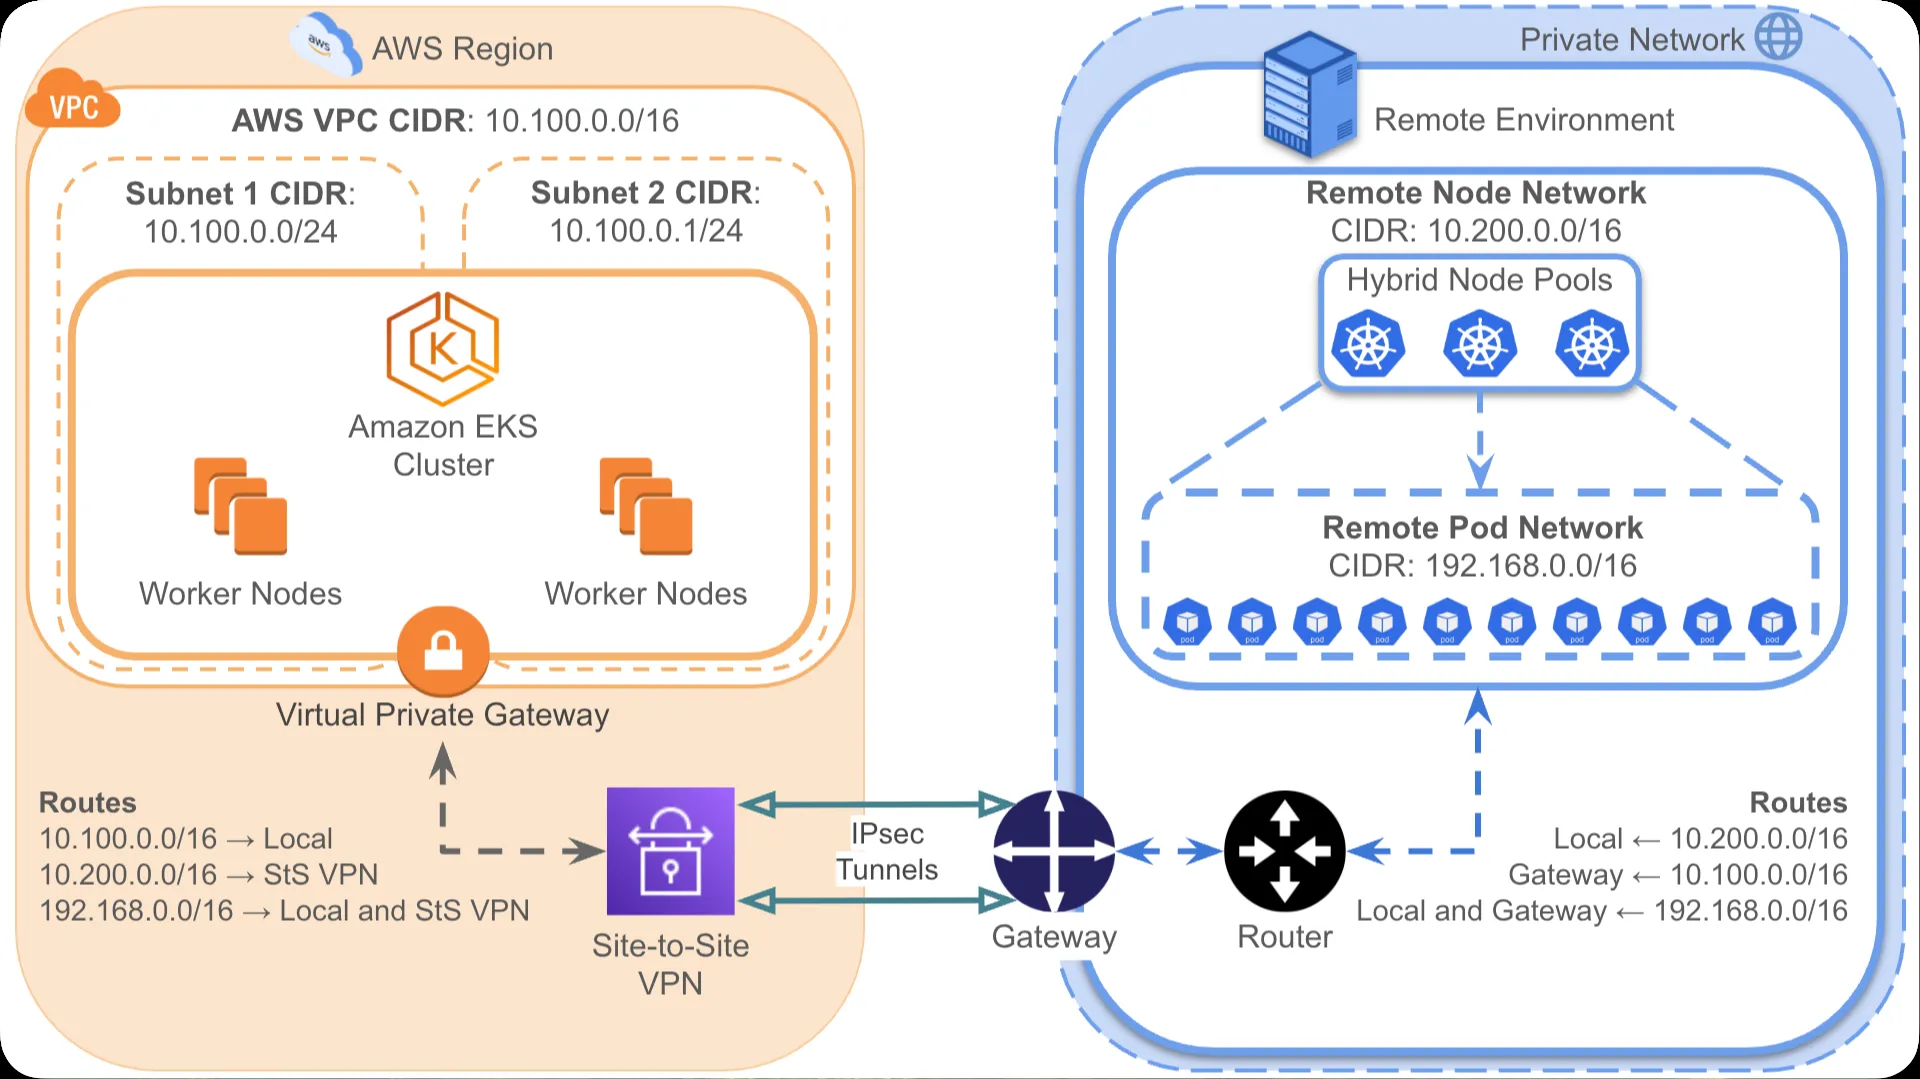 aws
AWS Region
VPC
AWS VPC CIDR: 10.100.0.0/16
Subnet 1 CIDR:
10.100.0.0/24
Subnet 2 CIDR:
10.100.0.1/24
K
Amazon EKS
Cluster
Worker Nodes
Worker Nodes
Virtual Private Gateway
Routes
10.100.0.0/16 → Local
10.200.0.0/16 → StS VPN
192.168.0.0/16 → Local and StS VPN
Site-to-Site
VPN
IPsec
Tunnels
Gateway
Router
Private Network
Remote Environment
Remote Node Network
CIDR: 10.200.0.0/16
Hybrid Node Pools
Remote Pod Network
CIDR: 192.168.0.0/16
pod pod pod pod pod pod pod pod pod pod
Routes
Local ← 10.200.0.0/16
Gateway ← 10.100.0.0/16
Local and Gateway ← 192.168.0.0/16